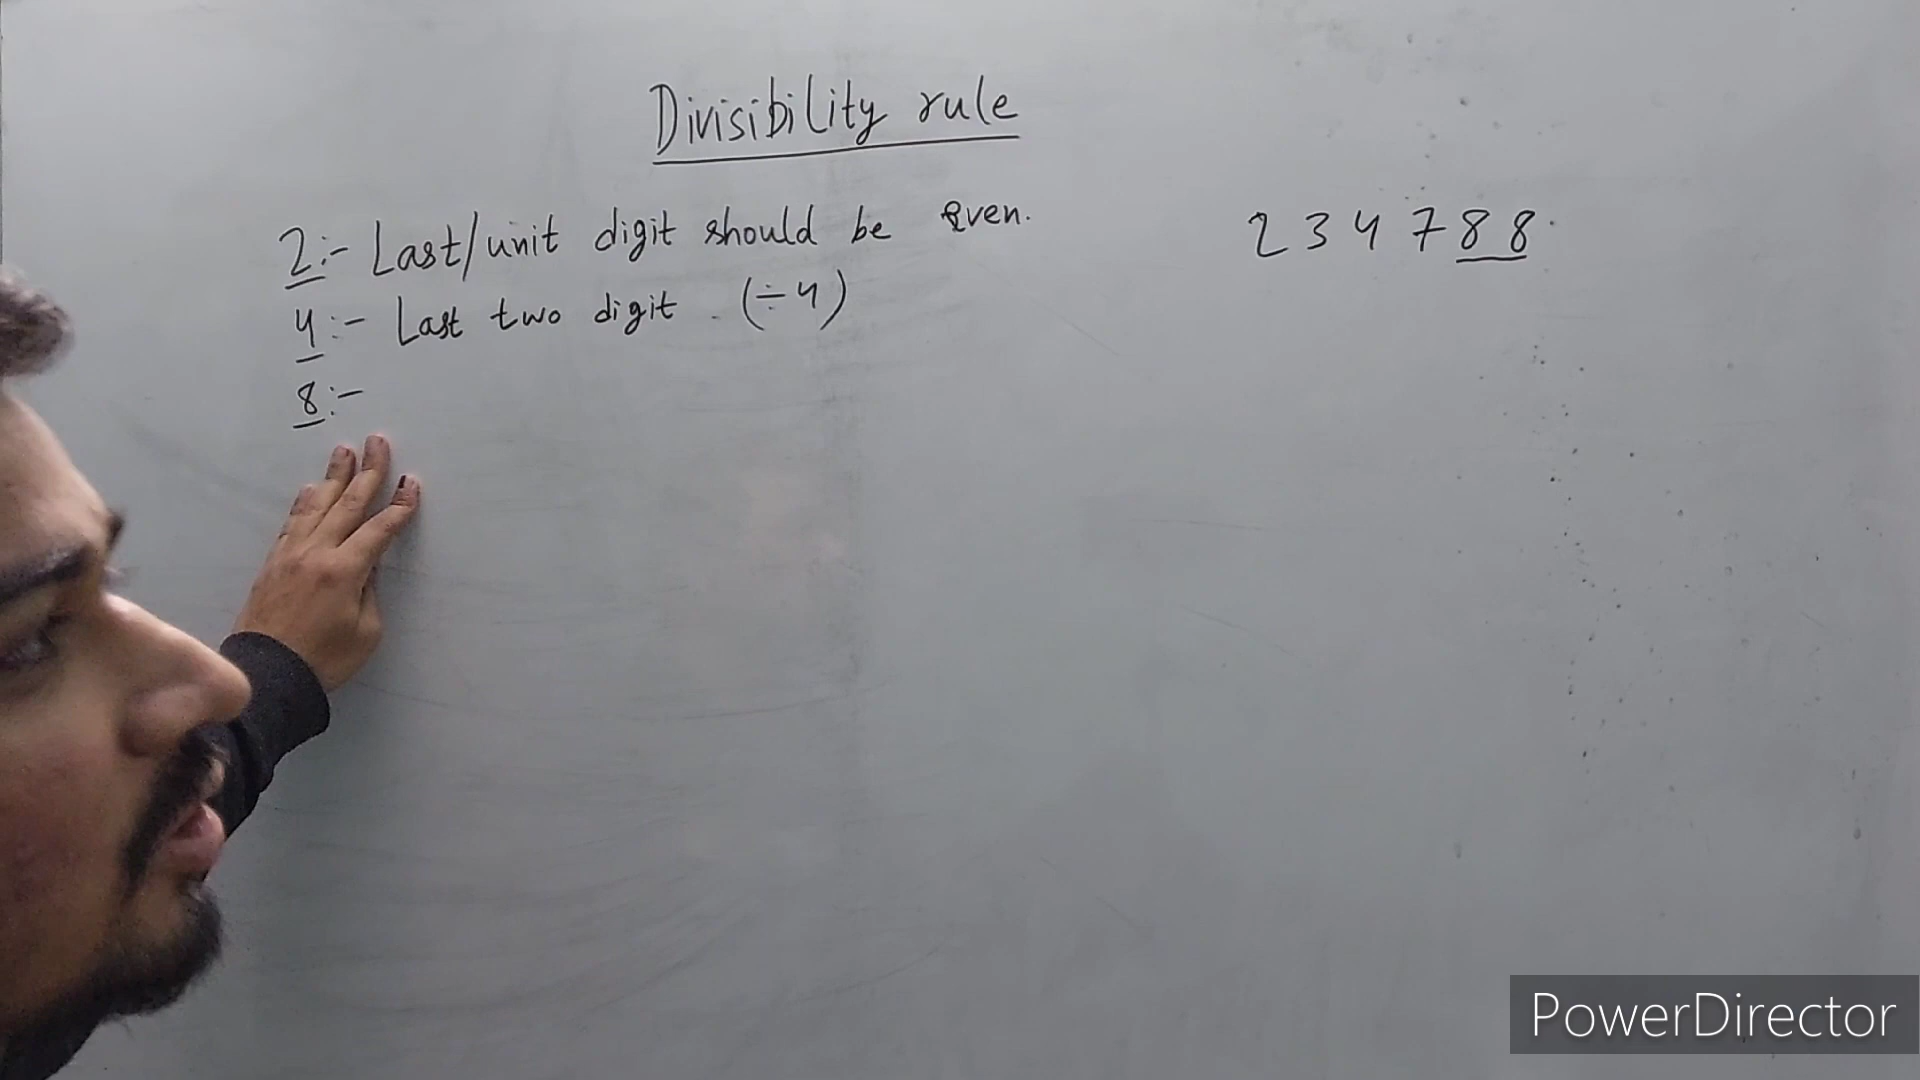 Divisibility rule
2:- Last/unit digit should be even.
234788
4:- Last two digit (÷4)
8:-
PowerDirector